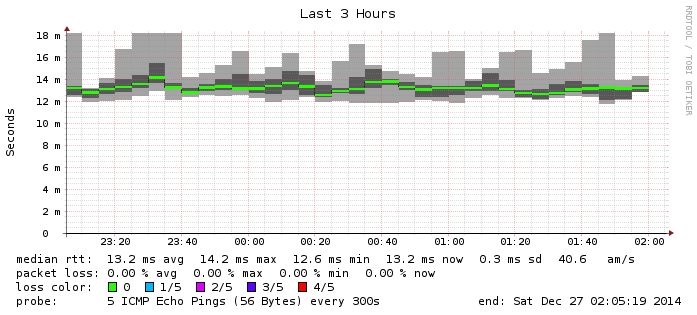 Last 3 Hours
RRDTOOL / TOBI OETIKER
Seconds
18 m
16 m
14 m
12 m
10 m
8 m
6 m
4 m
2 m
0
23:20 23:40 00:00 00:20 00:40 01:00 01:20 01:40 02:00
median rtt: 13.2 ms avg 14.2 ms max 12.6 ms min 13.2 ms now 0.3 ms sd 40.6 am/s
packet loss: 0.00 % avg 0.00 % max 0.00 % min 0.00 % now
loss color: 0 1/5 2/5 3/5 4/5
probe: 5 ICMP Echo Pings (56 Bytes) every 300s end: Sat Dec 27 02:05:19 2014